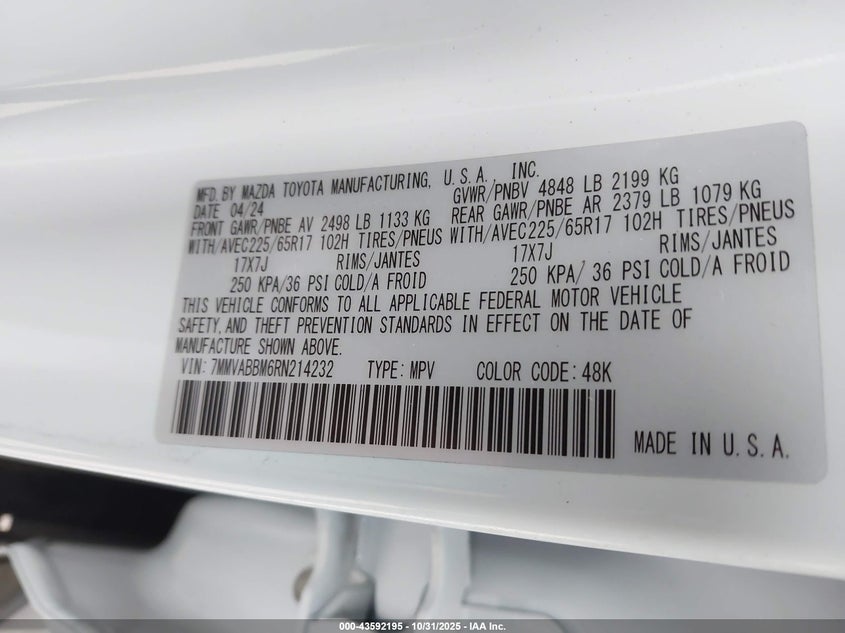 MFD. BY MAZDA TOYOTA MANUFACTURING, U.S.A., INC.
DATE 04/24 GVWR/PNBV 4848 LB 2199 KG
FRONT GAWR/PNBE AV 2498 LB 1133 KG REAR GAWR/PNBE AR 2379 LB 1079 KG
WITH/AVEC225/65R17 102H TIRES/PNEUS WITH/AVEC225/65R17 102H TIRES/PNEUS
17X7J RIMS/JANTES 17X7J RIMS/JANTES
250 KPA/36 PSI COLD/A FROID 250 KPA/ 36 PSI COLD/A FROID
THIS VEHICLE CONFORMS TO ALL APPLICABLE FEDERAL MOTOR VEHICLE
SAFETY, AND THEFT PREVENTION STANDARDS IN EFFECT ON THE DATE OF
MANUFACTURE SHOWN ABOVE.
VIN: 7MMVABBM6RN214232 TYPE: MPV COLOR CODE: 48K
MADE IN U.S.A.
000-43592195 - 10/31/2025 - IAA Inc.